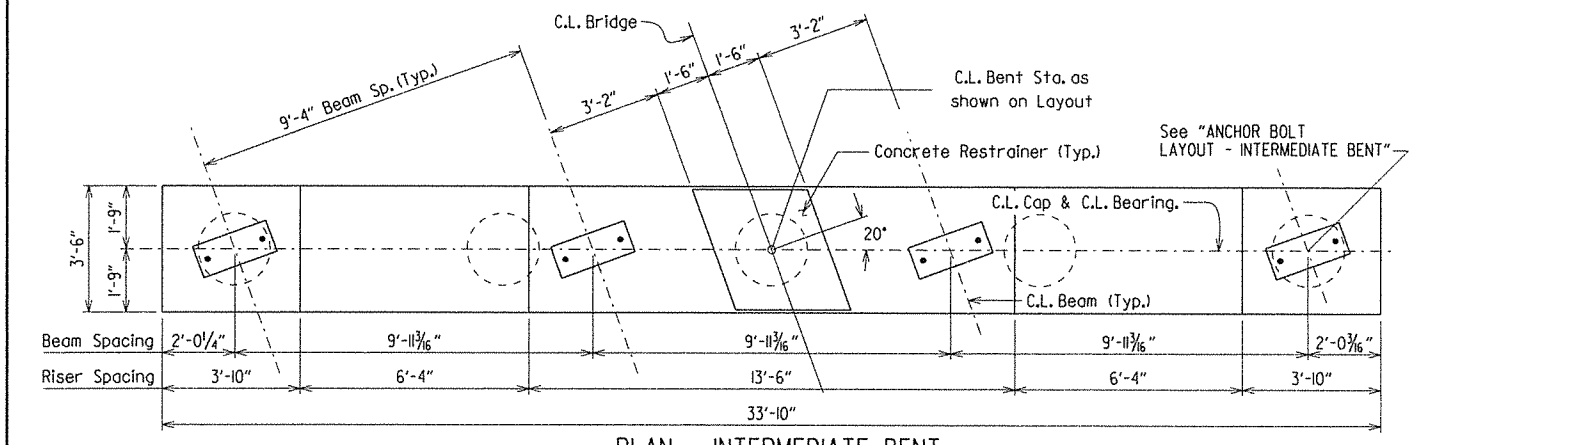 C.L. Bridge
3'-2"
1'-6"
1'-6"
3'-2"
9'-4" Beam Sp. (Typ.)
C.L. Bent Sta. as
shown on Layout
See "ANCHOR BOLT
LAYOUT - INTERMEDIATE BENT"
Concrete Restrainer (Typ.)
C.L. Cap & C.L. Bearing.
3'-6"
1'-9"
1'-9"
20°
C.L. Beam (Typ.)
Beam Spacing 2'-0¼" 9'-11³⁄₁₆" 9'-11³⁄₁₆" 9'-11³⁄₁₆" 2'-0³⁄₁₆"
Riser Spacing 3'-10" 6'-4" 13'-6" 6'-4" 3'-10"
33'-10"
PLAN - INTERMEDIATE BENT